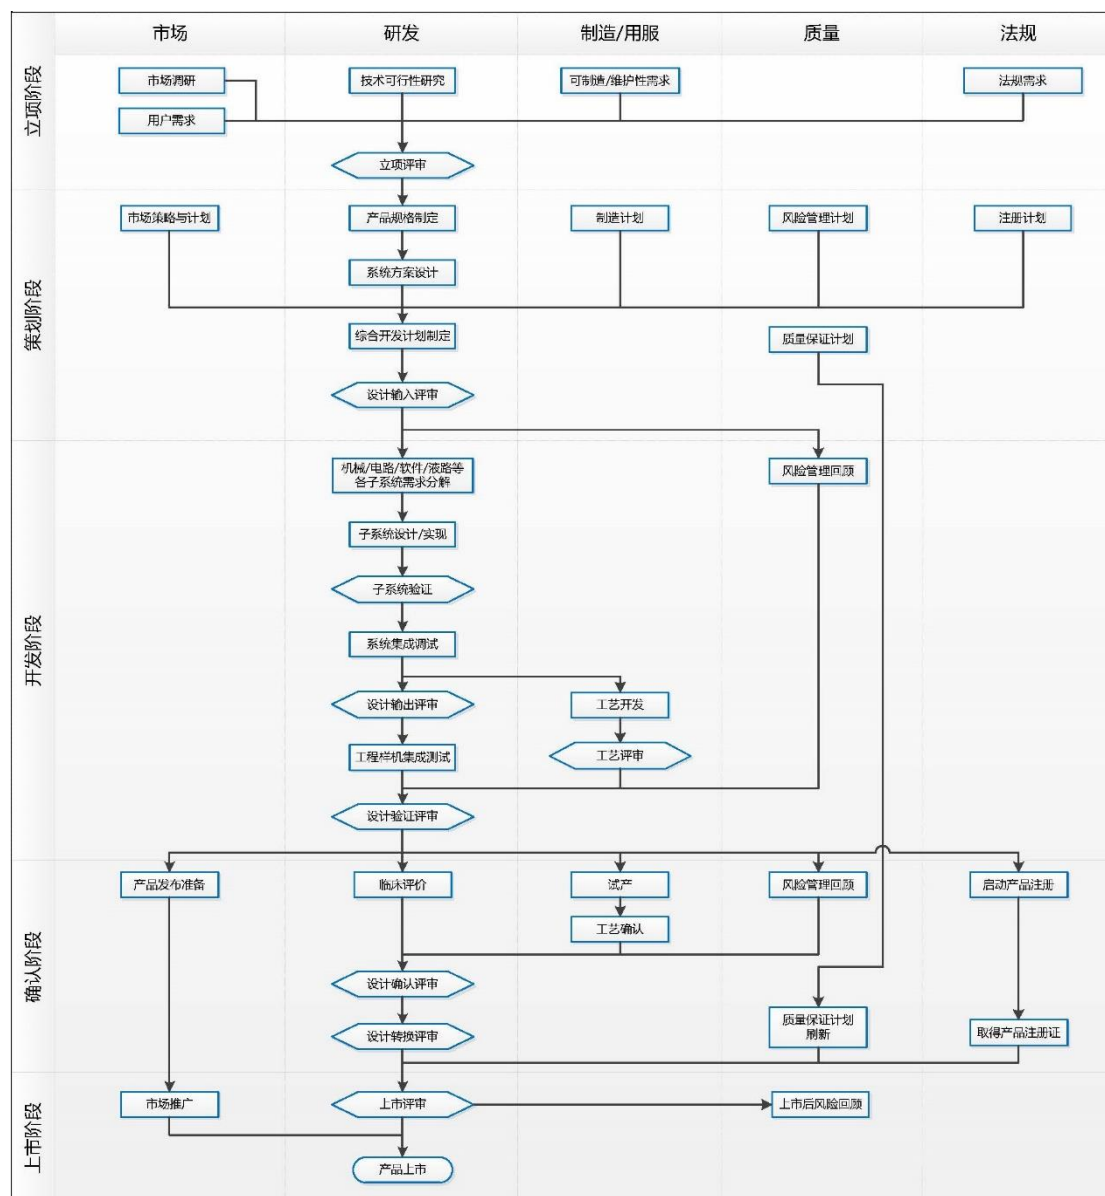 市场
研发
制造/用服
质量
法规
立项阶段
市场调研
技术可行性研究
可制造/维护性需求
法规需求
用户需求
立项评审
策划阶段
市场策略与计划
产品规格制定
制造计划
风险管理计划
注册计划
系统方案设计
综合开发计划制定
质量保证计划
设计输入评审
开发阶段
机械/电路/软件/液路等
各子系统需求分解
风险管理回顾
子系统设计/实现
子系统验证
系统集成调试
设计输出评审
工艺开发
工程样机集成测试
工艺评审
设计验证评审
确认阶段
产品发布准备
临床评价
试产
风险管理回顾
启动产品注册
工艺确认
设计确认评审
设计转换评审
质量保证计划
刷新
取得产品注册证
上市阶段
市场推广
上市评审
上市后风险回顾
产品上市